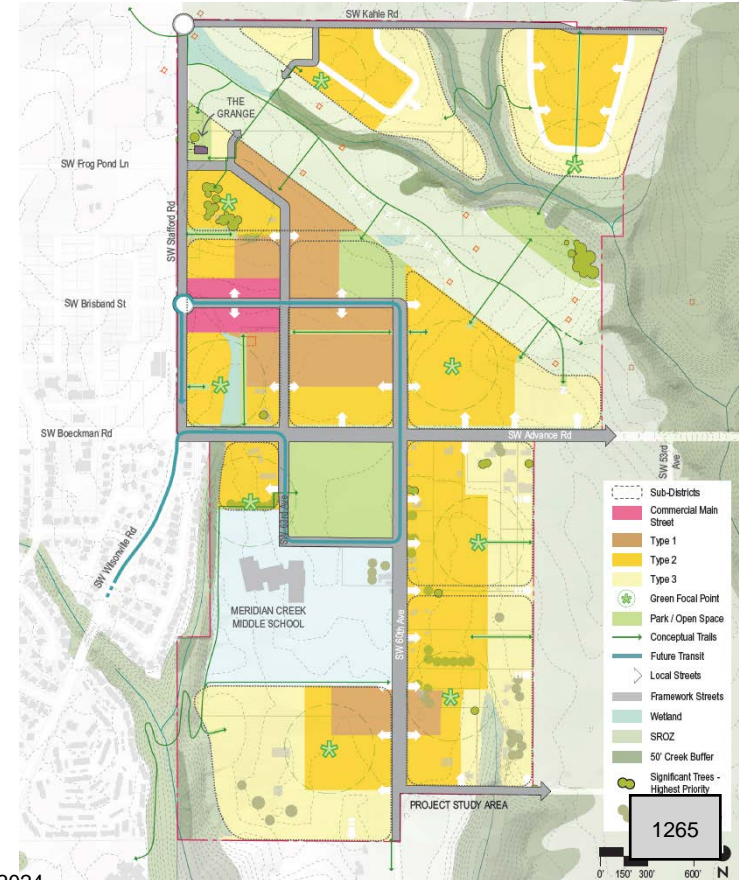 SW Kahle Rd
THE
GRANGE
SW Frog Pond Ln
SW Stafford Rd
SW Brisband St
SW Boeckman Rd
SW Advance Rd
SW 53rd
Ave
SW 63rd Ave
SW Wilsonville Rd
MERIDIAN CREEK
MIDDLE SCHOOL
SW 60th Ave
PROJECT STUDY AREA
Sub-Districts
Commercial Main
Street
Type 1
Type 2
Type 3
Green Focal Point
Park / Open Space
Conceptual Trails
Future Transit
Local Streets
Framework Streets
Wetland
SROZ
50' Creek Buffer
Significant Trees -
Highest Priority
1265
0' 150' 300' 600' N